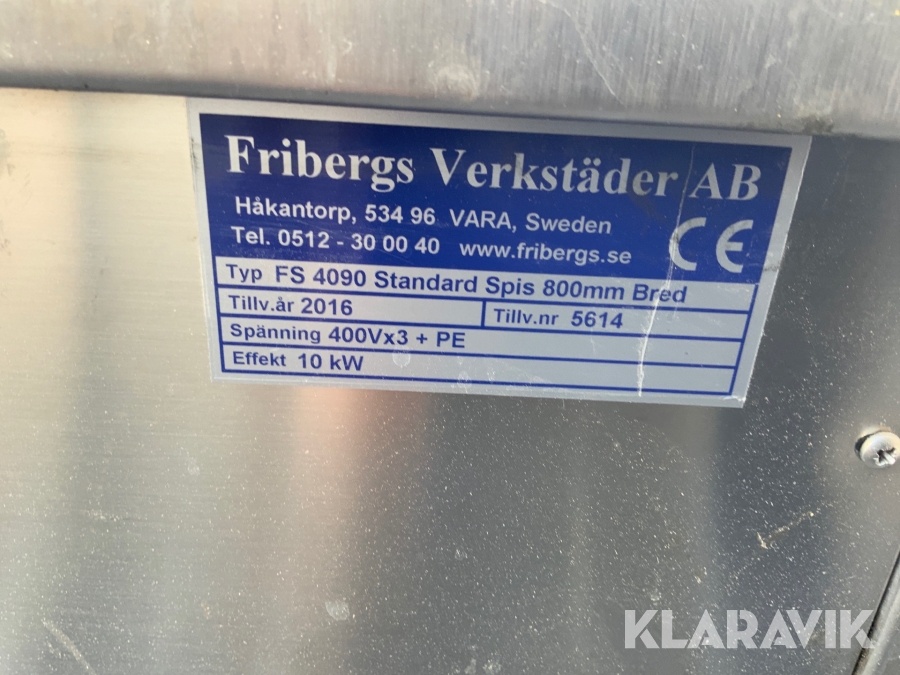 Fribergs Verkstäder AB
Håkantorp, 534 96 VARA, Sweden
Tel. 0512 - 30 00 40 www.fribergs.se
CE
Typ FS 4090 Standard Spis 800mm Bred
Tillv.år 2016 Tillv.nr 5614
Spänning 400Vx3 + PE
Effekt 10 kW
KLARAVIK